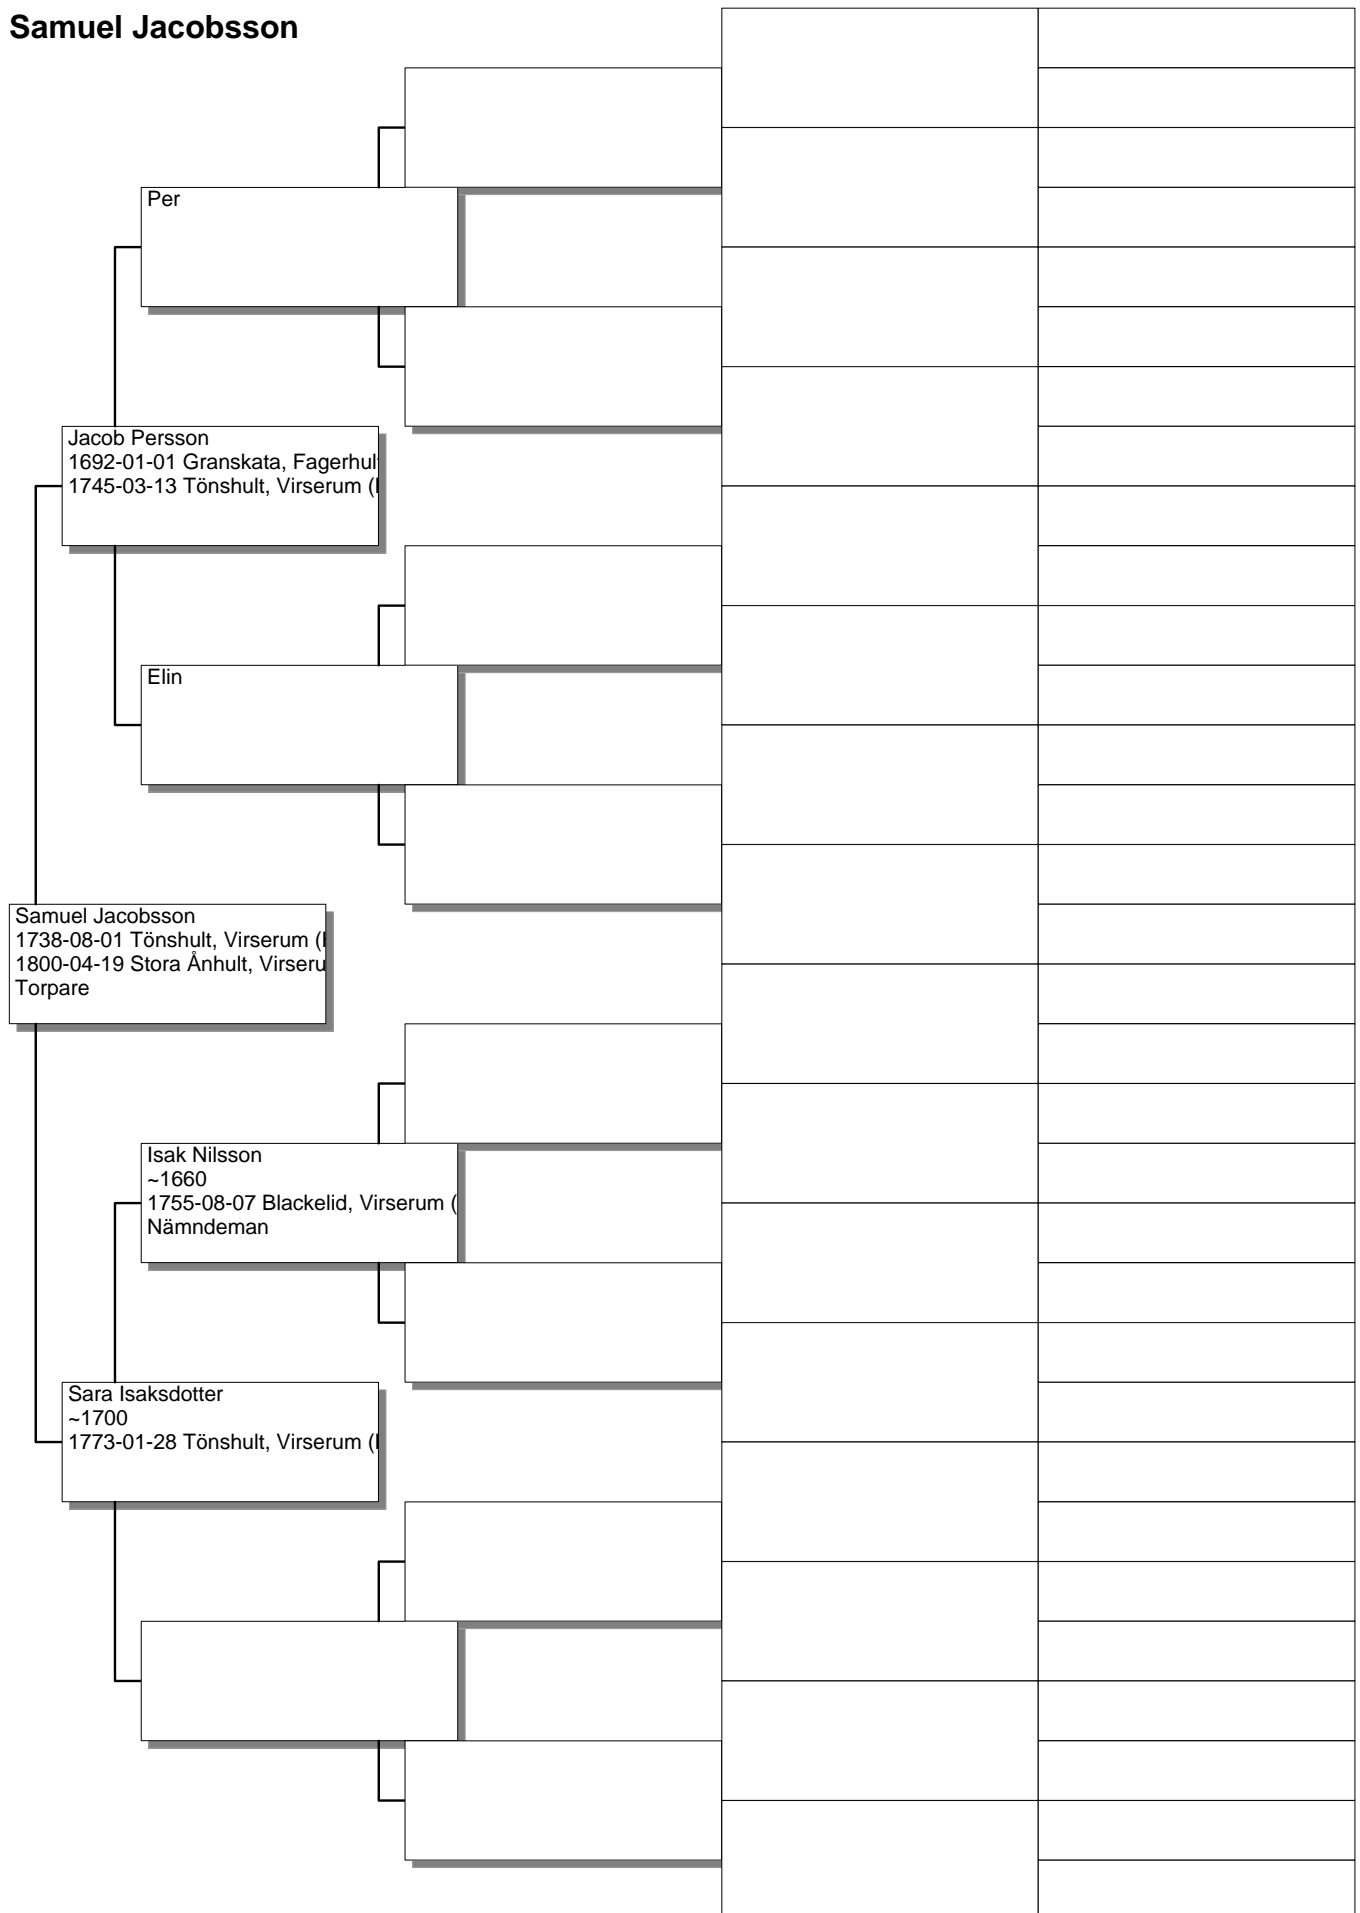 Samuel Jacobsson
Per
Jacob Persson
1692-01-01 Granskata, Fagerhul
1745-03-13 Tönshult, Virserum (
Elin
Samuel Jacobsson
1738-08-01 Tönshult, Virserum (
1800-04-19 Stora Ånhult, Virseru
Torpare
Isak Nilsson
~1660
1755-08-07 Blackelid, Virserum (
Nämndeman
Sara Isaksdotter
~1700
1773-01-28 Tönshult, Virserum (